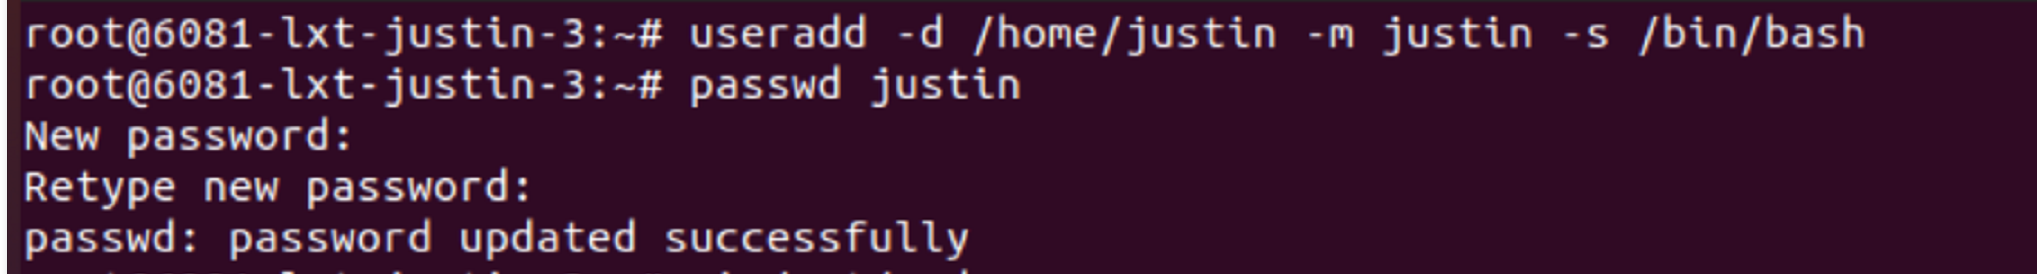 root@6081-lxt-justin-3:~# useradd -d /home/justin -m justin -s /bin/bash
root@6081-lxt-justin-3:~# passwd justin
New password:
Retype new password:
passwd: password updated successfully